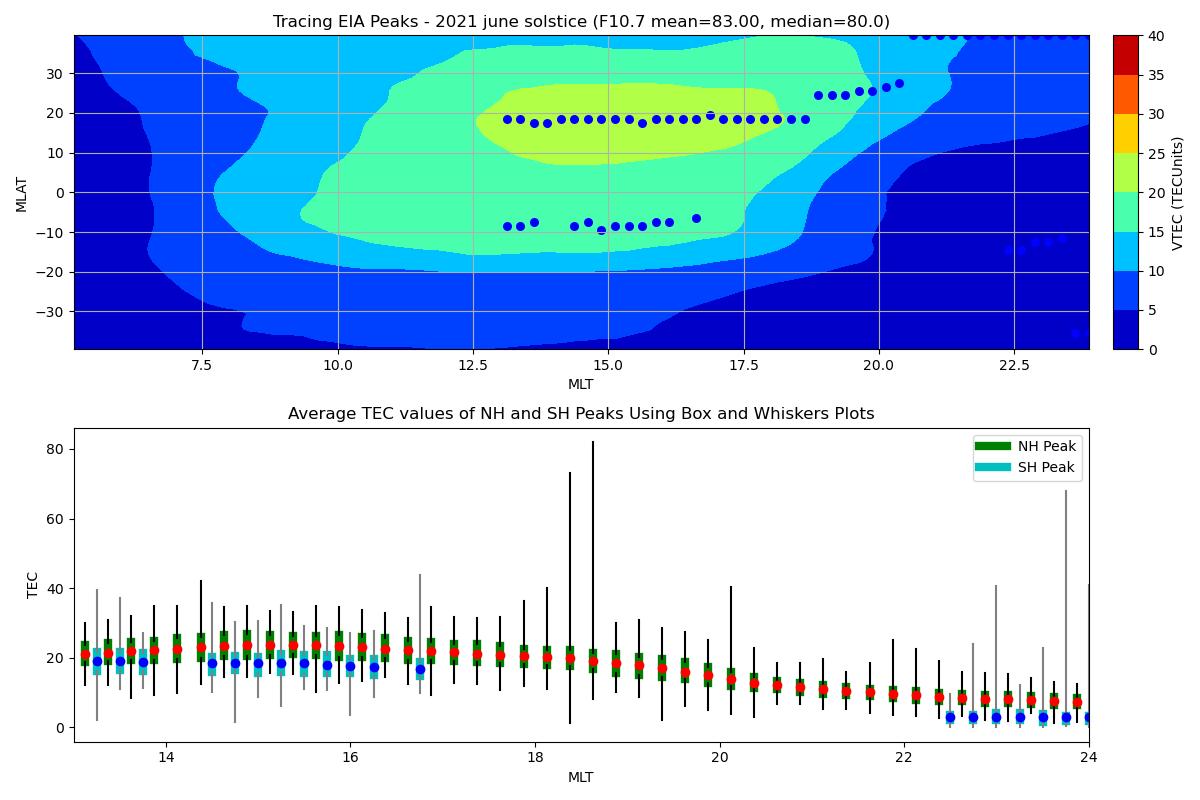 Tracing EIA Peaks - 2021 june solstice (F10.7 mean=83.00, median=80.0)
MLAT
30
20
10
0
−10
−20
−30
7.5 10.0 12.5 15.0 17.5 20.0 22.5
MLT
40
35
30
25
20
15
10
5
0
VTEC (TECUnits)
Average TEC values of NH and SH Peaks Using Box and Whiskers Plots
NH Peak
SH Peak
TEC
80
60
40
20
0
14 16 18 20 22 24
MLT